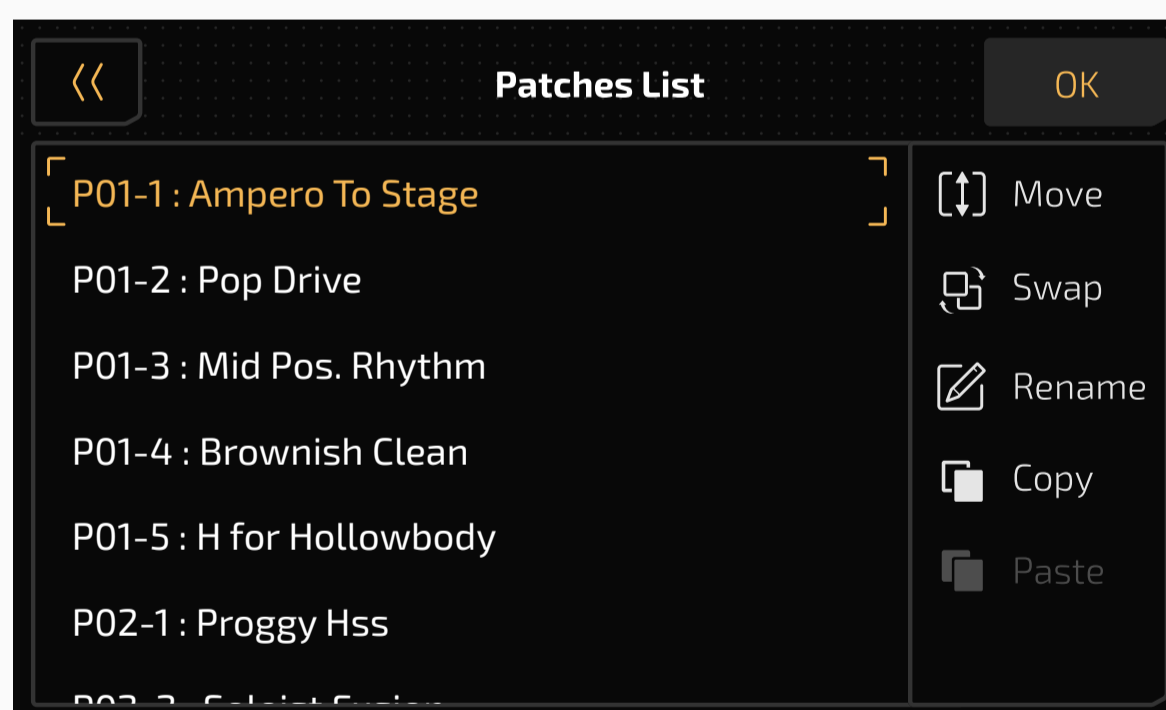 Patches List
OK
P01-1 : Ampero To Stage
P01-2 : Pop Drive
P01-3 : Mid Pos. Rhythm
P01-4 : Brownish Clean
P01-5 : H for Hollowbody
P02-1 : Proggy Hss
Move
Swap
Rename
Copy
Paste